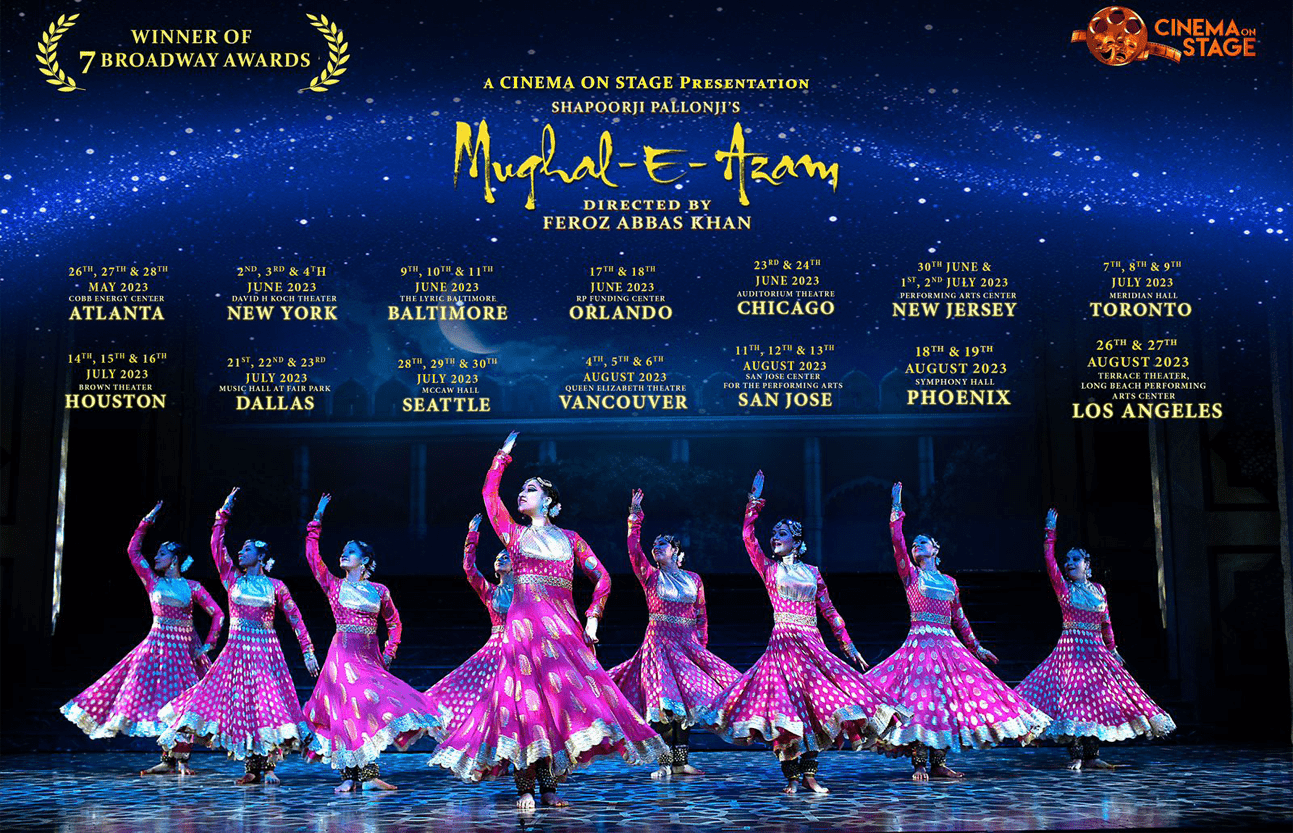 WINNER OF
7 BROADWAY AWARDS
CINEMA ON
STAGE
A CINEMA ON STAGE PRESENTATION
SHAPOORJI PALLONJI'S
Mughal-E-Azam
DIRECTED BY
FEROZ ABBAS KHAN
26TH, 27TH & 28TH
MAY 2023
COBB ENERGY CENTER
ATLANTA
2ND, 3RD & 4TH
JUNE 2023
DAVID H KOCH THEATER
NEW YORK
9TH, 10TH & 11TH
JUNE 2023
THE LYRIC BALTIMORE
BALTIMORE
17TH & 18TH
JUNE 2023
RP FUNDING CENTER
ORLANDO
23RD & 24TH
JUNE 2023
AUDITORIUM THEATRE
CHICAGO
30TH JUNE &
1ST, 2ND JULY 2023
PERFORMING ARTS CENTER
NEW JERSEY
7TH, 8TH & 9TH
JULY 2023
MERIDIAN HALL
TORONTO
14TH, 15TH & 16TH
JULY 2023
BROWN THEATER
HOUSTON
21ST, 22ND & 23RD
JULY 2023
MUSIC HALL AT FAIR PARK
DALLAS
28TH, 29TH & 30TH
JULY 2023
MCCAW HALL
SEATTLE
4TH, 5TH & 6TH
AUGUST 2023
QUEEN ELIZABETH THEATRE
VANCOUVER
11TH, 12TH & 13TH
AUGUST 2023
SAN JOSE CENTER
FOR THE PERFORMING ARTS
SAN JOSE
18TH & 19TH
AUGUST 2023
SYMPHONY HALL
PHOENIX
26TH & 27TH
AUGUST 2023
TERRACE THEATER,
LONG BEACH PERFORMING
ARTS CENTER
LOS ANGELES